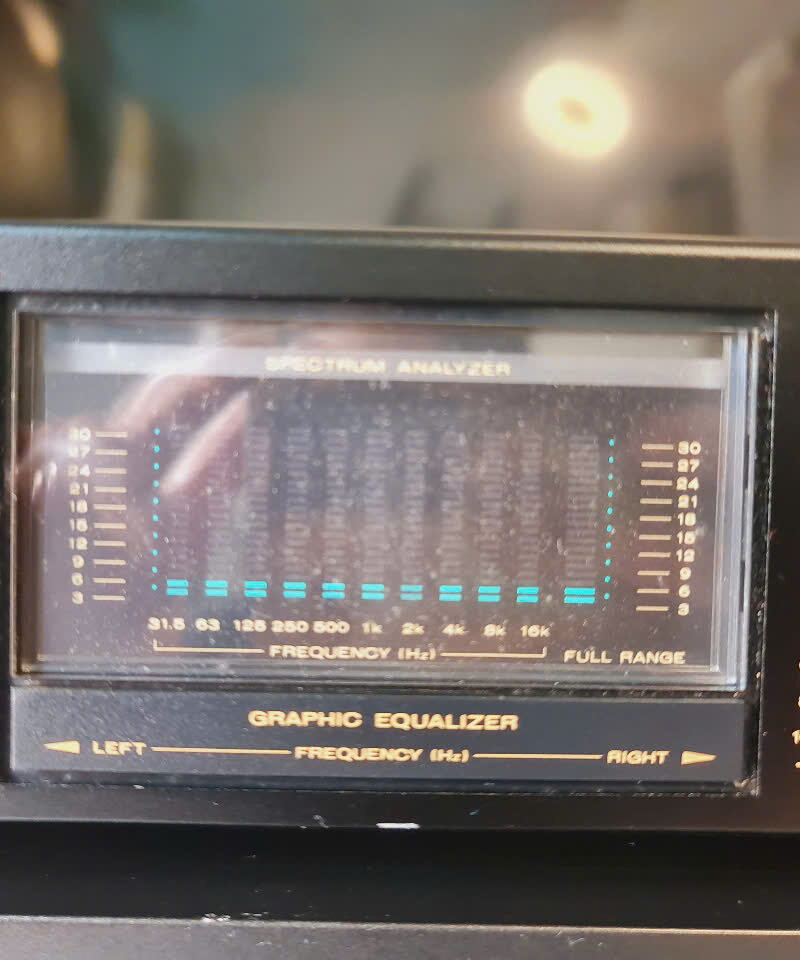 SPECTRUM ANALYZER
30 30
27 27
24 24
21 21
18 18
15 15
12 12
9 9
6 6
3 3
31.5 63 125 250 500 1k 2k 4k 8k 16k
FREQUENCY (Hz) FULL RANGE
GRAPHIC EQUALIZER
LEFT FREQUENCY (Hz) RIGHT